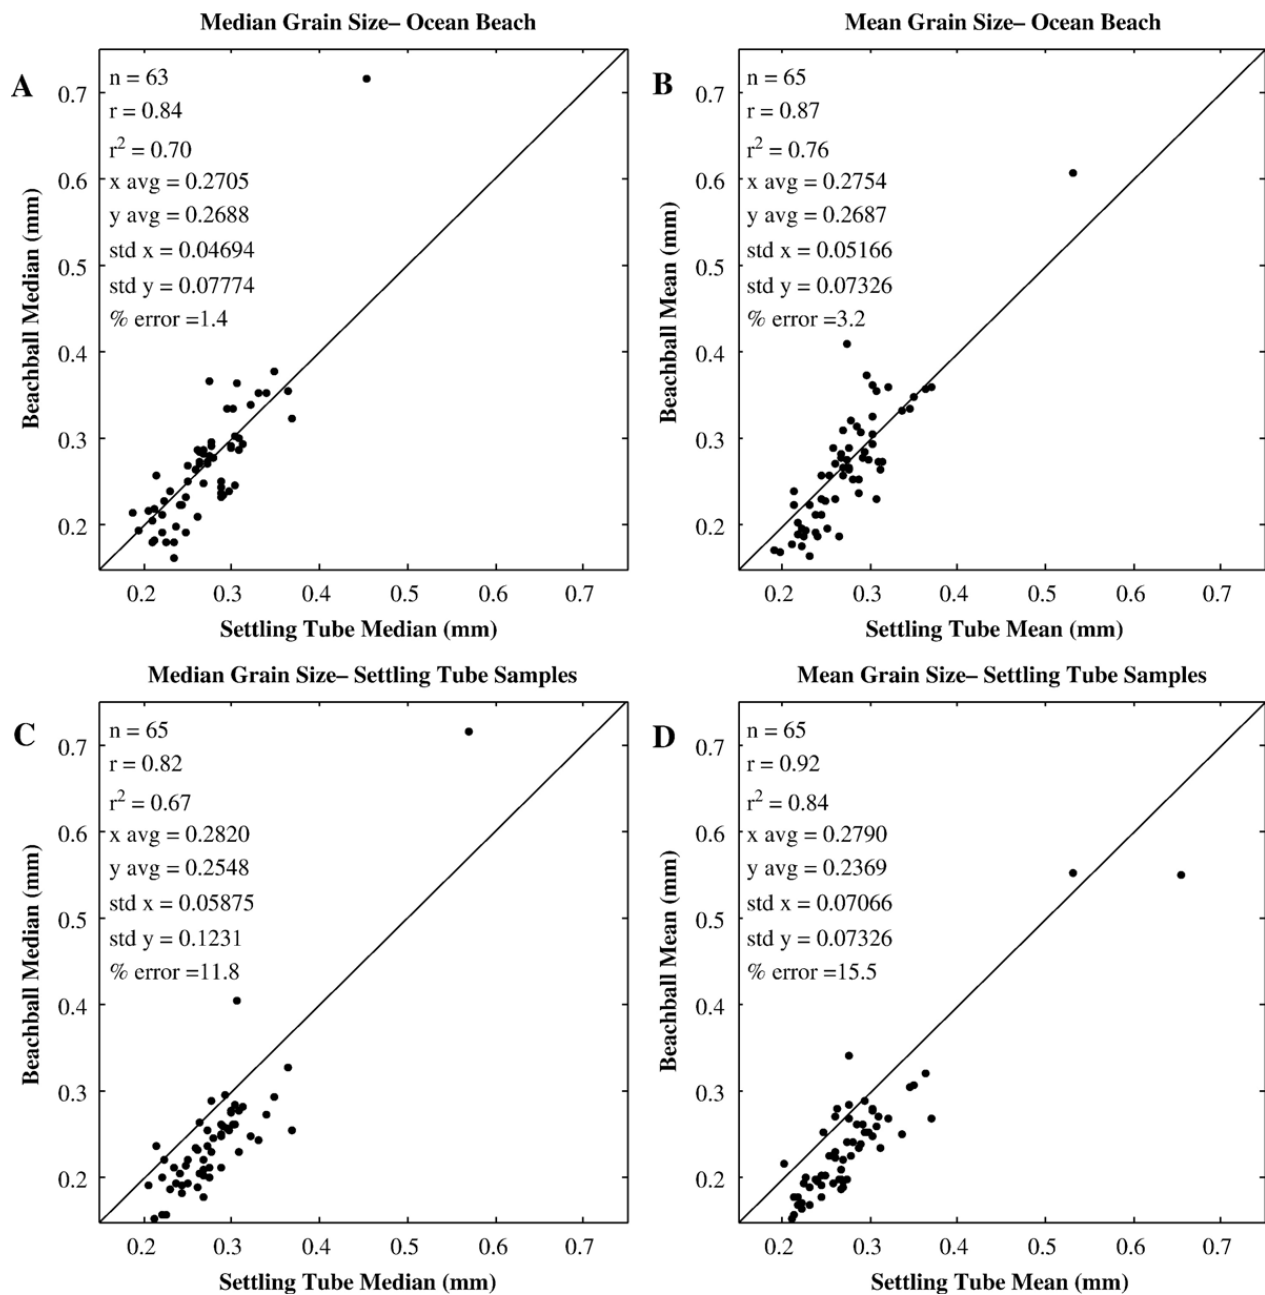 Median Grain Size– Ocean Beach
A
n = 63
r = 0.84
r² = 0.70
x avg = 0.2705
y avg = 0.2688
std x = 0.04694
std y = 0.07774
% error =1.4
0.7
0.6
0.5
0.4
0.3
0.2
Beachball Median (mm)
0.2 0.3 0.4 0.5 0.6 0.7
Settling Tube Median (mm)
Mean Grain Size– Ocean Beach
B
n = 65
r = 0.87
r² = 0.76
x avg = 0.2754
y avg = 0.2687
std x = 0.05166
std y = 0.07326
% error =3.2
0.7
0.6
0.5
0.4
0.3
0.2
Beachball Mean (mm)
0.2 0.3 0.4 0.5 0.6 0.7
Settling Tube Mean (mm)
Median Grain Size– Settling Tube Samples
C
n = 65
r = 0.82
r² = 0.67
x avg = 0.2820
y avg = 0.2548
std x = 0.05875
std y = 0.1231
% error =11.8
0.7
0.6
0.5
0.4
0.3
0.2
Beachball Median (mm)
0.2 0.3 0.4 0.5 0.6 0.7
Settling Tube Median (mm)
Mean Grain Size– Settling Tube Samples
D
n = 65
r = 0.92
r² = 0.84
x avg = 0.2790
y avg = 0.2369
std x = 0.07066
std y = 0.07326
% error =15.5
0.7
0.6
0.5
0.4
0.3
0.2
Beachball Mean (mm)
0.2 0.3 0.4 0.5 0.6 0.7
Settling Tube Mean (mm)